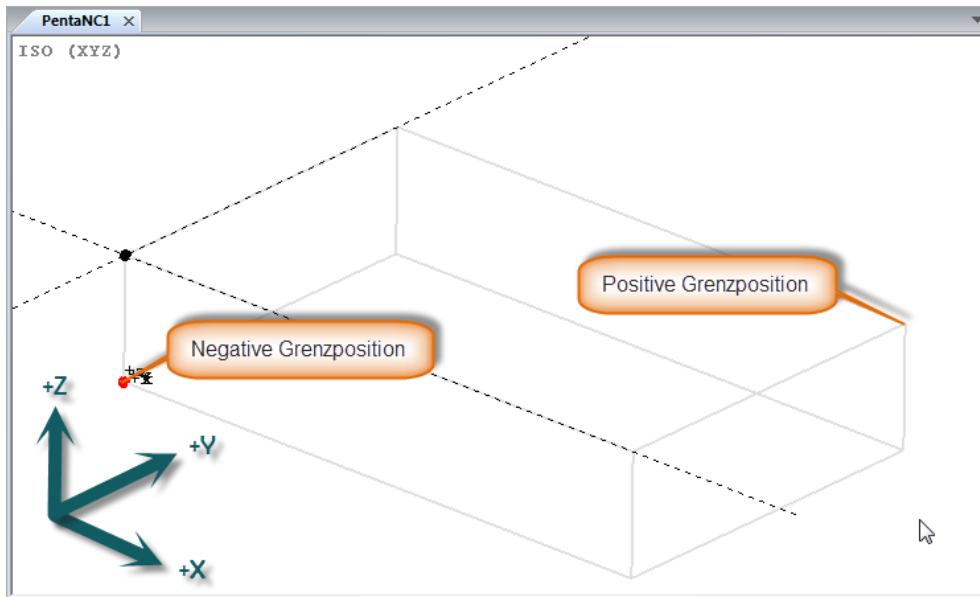 PentaNC1
ISO (XYZ)
Positive Grenzposition
Negative Grenzposition
+Z
+Y
+X